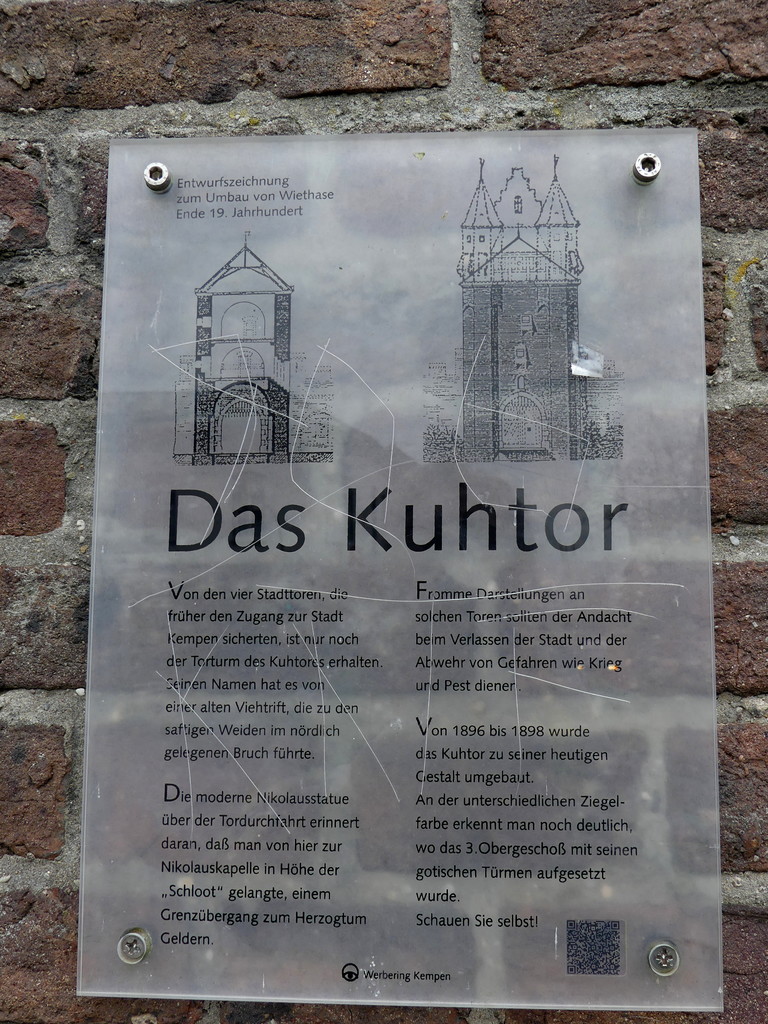 Entwurfszeichnung
zum Umbau von Wiethase
Ende 19. Jahrhundert
Das Kuhtor
Von den vier Stadttoren, die
früher den Zugang zur Stadt
Kempen sicherten, ist nur noch
der Torturm des Kuhtores erhalten.
Seinen Namen hat es von
einer alten Viehtrift, die zu den
saftigen Weiden im nördlich
gelegenen Bruch führte.
Die moderne Nikolausstatue
über der Tordurchfahrt erinnert
daran, daß man von hier zur
Nikolauskapelle in Höhe der
„Schloot“ gelangte, einem
Grenzübergang zum Herzogtum
Geldern.
Fromme Darstellungen an
solchen Toren sollten der Andacht
beim Verlassen der Stadt und der
Abwehr von Gefahren wie Krieg
und Pest dienen.
Von 1896 bis 1898 wurde
das Kuhtor zu seiner heutigen
Gestalt umgebaut.
An der unterschiedlichen Ziegel-
farbe erkennt man noch deutlich,
wo das 3.Obergeschoß mit seinen
gotischen Türmen aufgesetzt
wurde.
Schauen Sie selbst!
Werbering Kempen